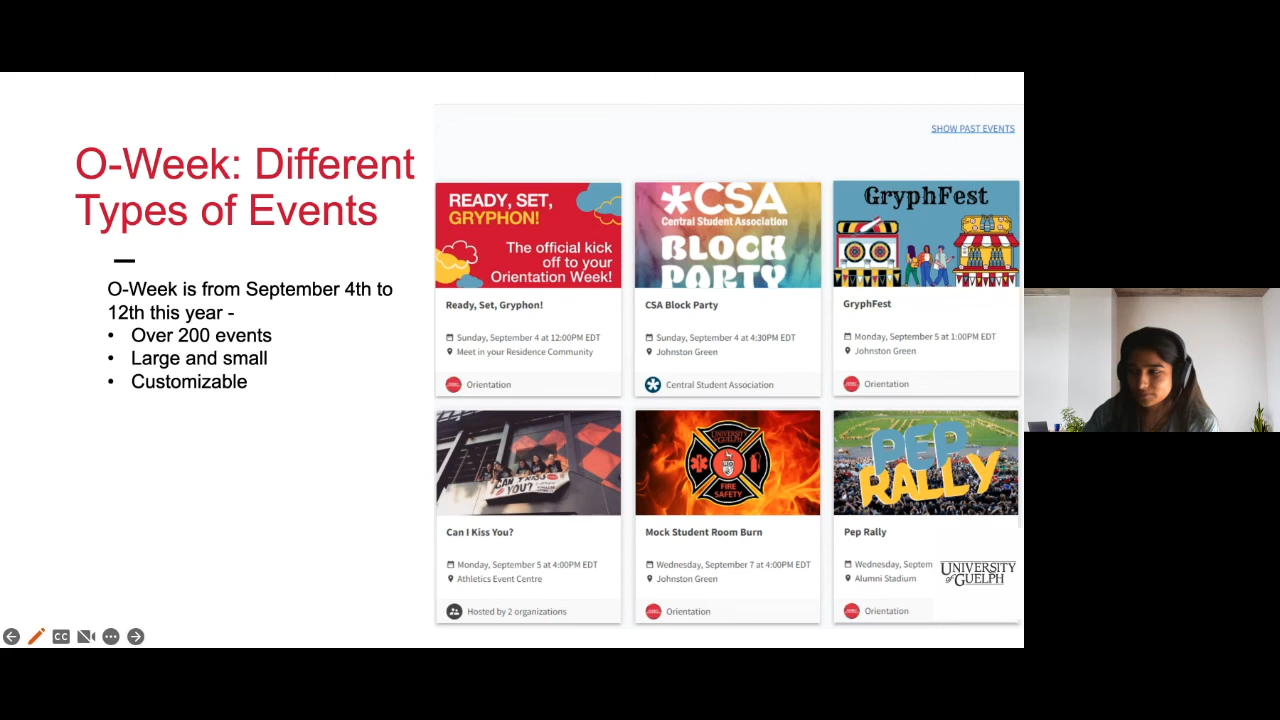 O-Week: Different
Types of Events
O-Week is from September 4th to
12th this year -
• Over 200 events
• Large and small
• Customizable
SHOW PAST EVENTS
READY, SET,
GRYPHON!
The official kick
off to your
Orientation Week!
Ready, Set, Gryphon!
Sunday, September 4 at 12:00PM EDT
Meet in your Residence Community
Orientation
*CSA
Central Student Association
BLOCK
PARTY
CSA Block Party
Sunday, September 4 at 4:30PM EDT
Johnston Green
Central Student Association
GryphFest
GryphFest
Monday, September 5 at 1:00PM EDT
Johnston Green
Orientation
CAN I KISS
YOU?
Can I Kiss You?
Monday, September 5 at 4:00PM EDT
Athletics Event Centre
Hosted by 2 organizations
UNIVERSITY
of GUELPH
FIRE
SAFETY
Mock Student Room Burn
Wednesday, September 7 at 4:00PM EDT
Johnston Green
Orientation
PEP
RALLY
Pep Rally
Wednesday, Septem
Alumni Stadium
Orientation
UNIVERSITY
of GUELPH
CC